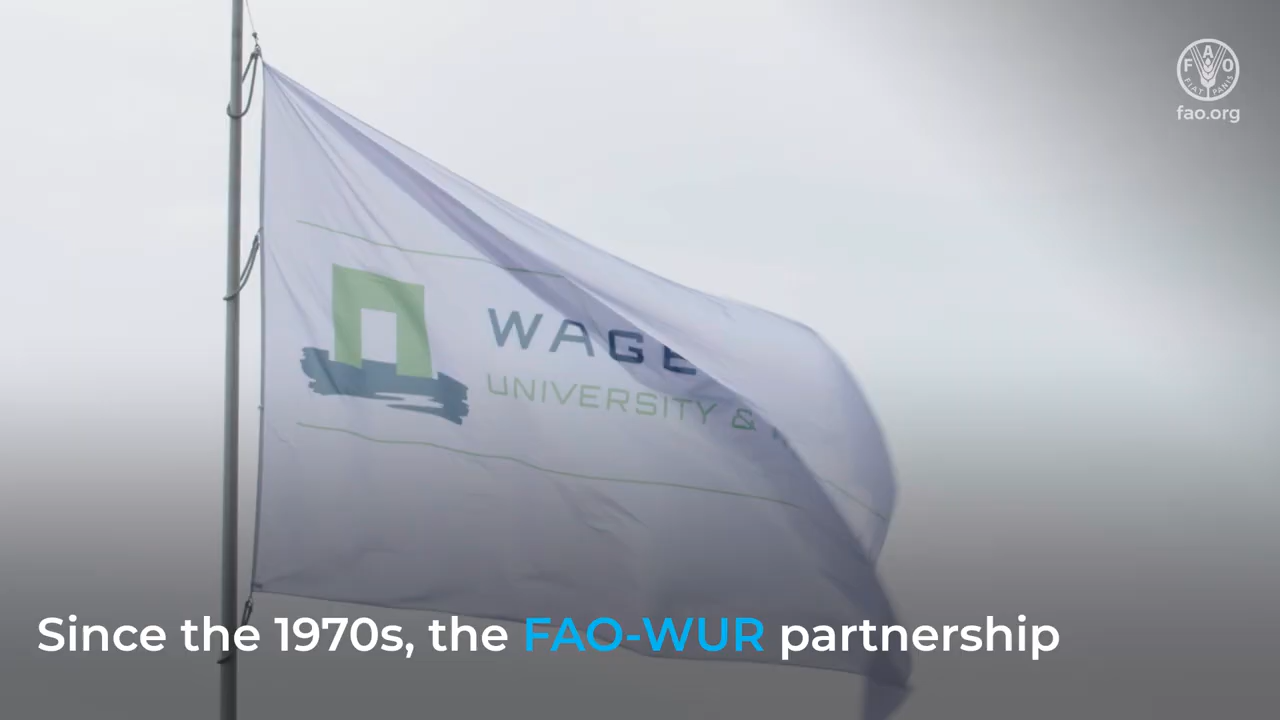 FAO
FIAT PANIS
fao.org
WAGE
UNIVERSITY &
Since the 1970s, the FAO-WUR partnership